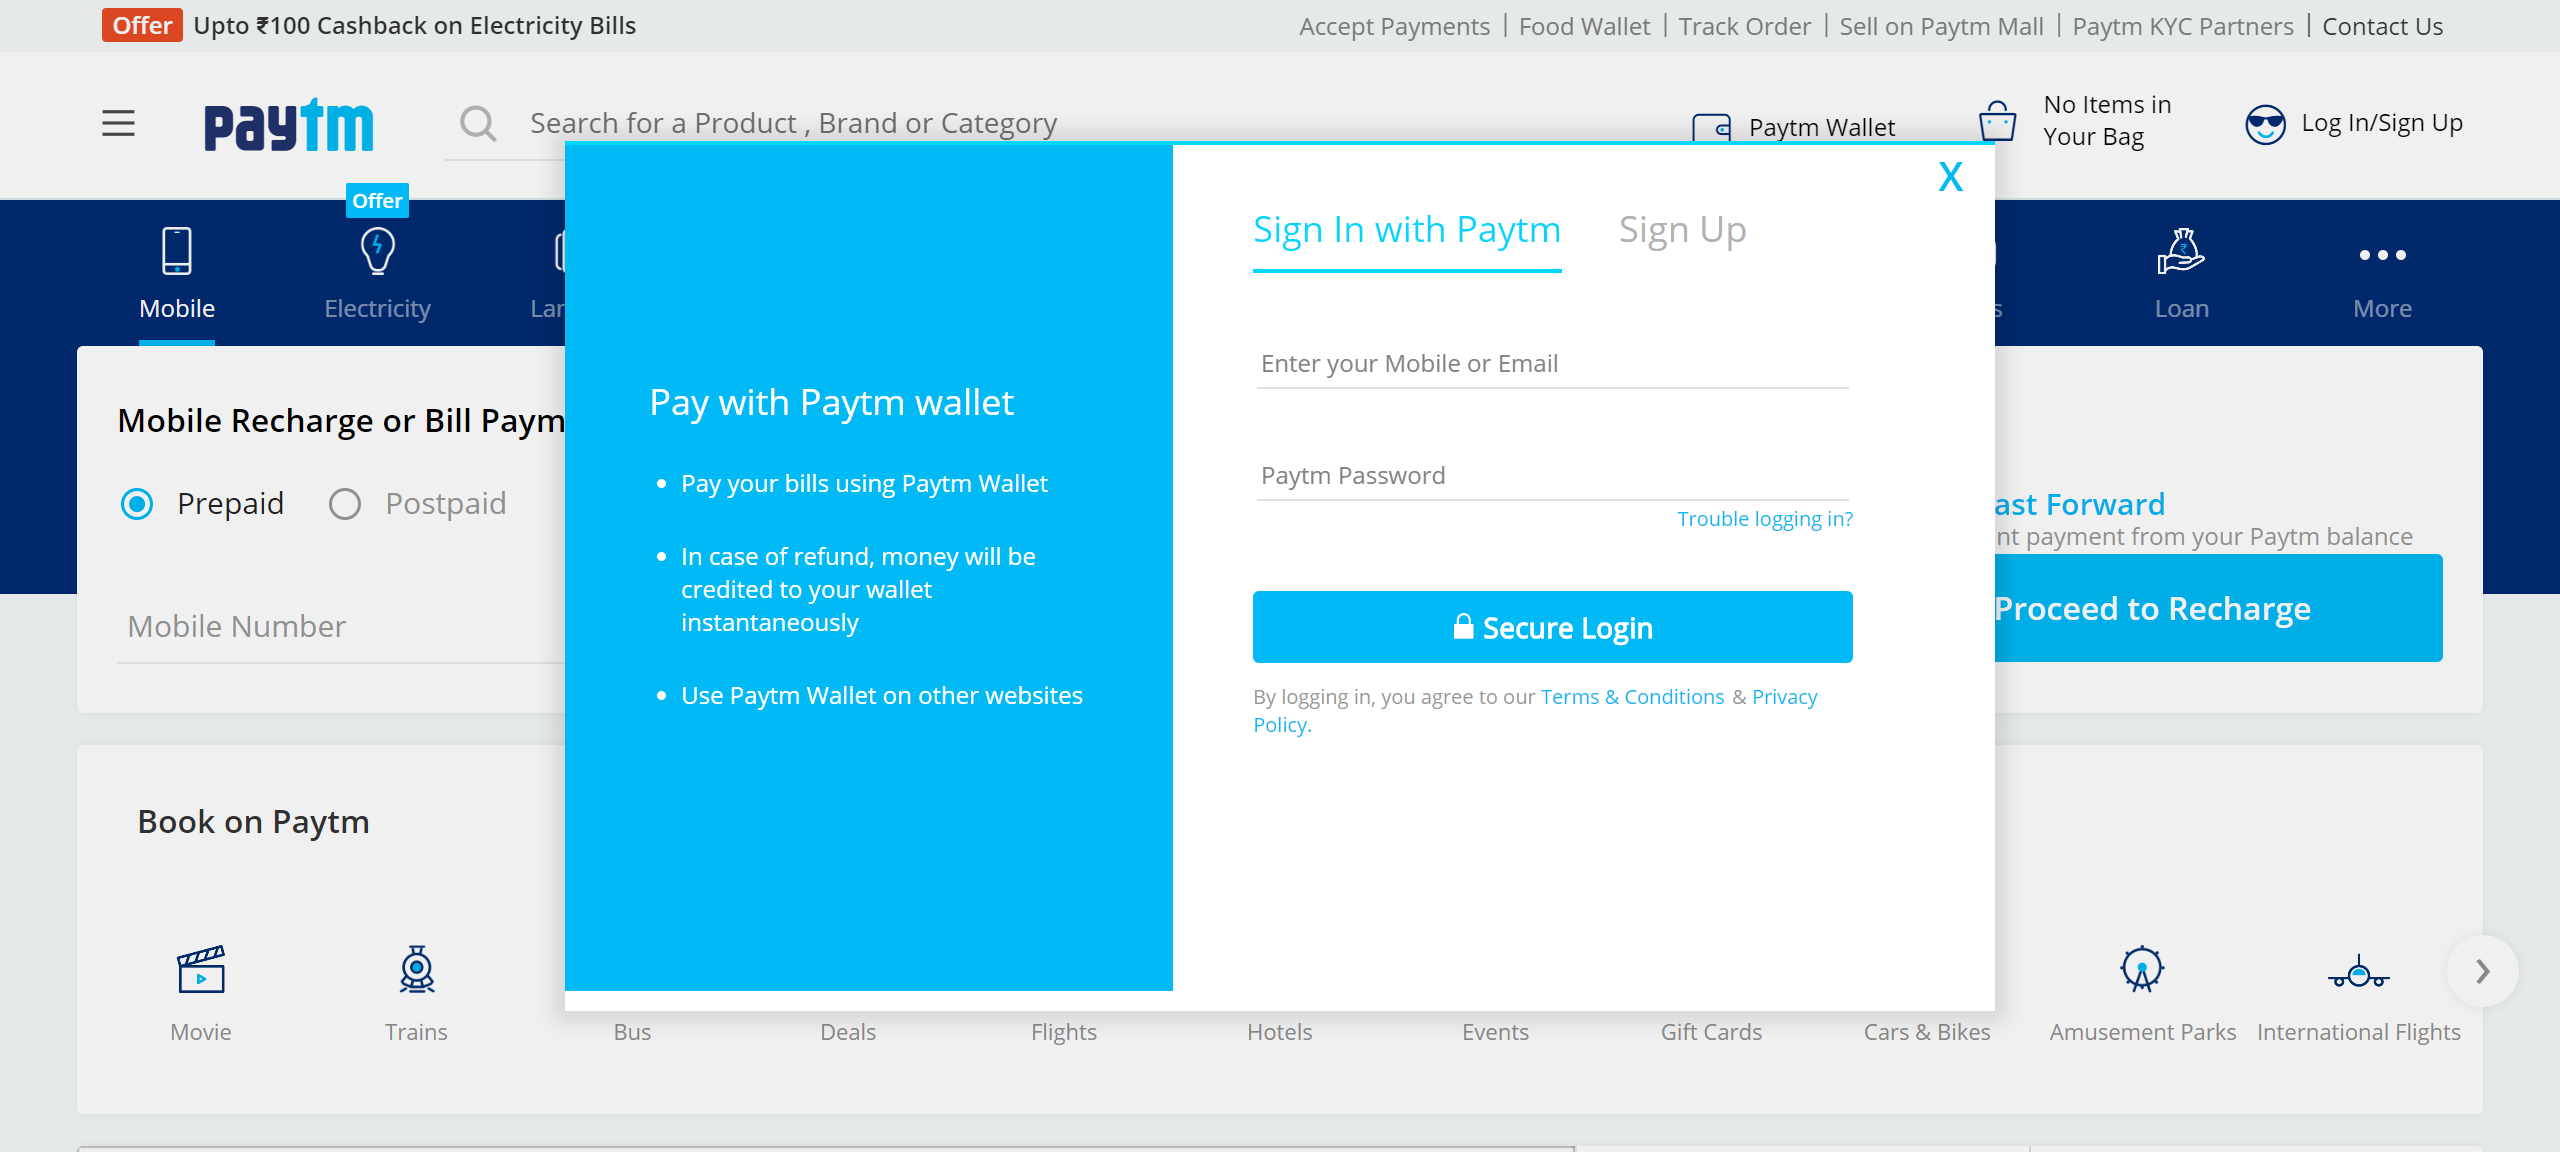 Offer Upto ₹100 Cashback on Electricity Bills
Accept Payments | Food Wallet | Track Order | Sell on Paytm Mall | Paytm KYC Partners | Contact Us
paytm
Search for a Product , Brand or Category
Paytm Wallet
No Items in
Your Bag
Log In/Sign Up
Offer
Mobile
Electricity
Loan
More
Mobile Recharge or Bill Paym
Prepaid
Postpaid
Mobile Number
ast Forward
nt payment from your Paytm balance
Proceed to Recharge
Pay with Paytm wallet
• Pay your bills using Paytm Wallet
• In case of refund, money will be
credited to your wallet
instantaneously
• Use Paytm Wallet on other websites
X
Sign In with Paytm
Sign Up
Enter your Mobile or Email
Paytm Password
Trouble logging in?
Secure Login
By logging in, you agree to our Terms & Conditions & Privacy
Policy.
Book on Paytm
Movie
Trains
Bus
Deals
Flights
Hotels
Events
Gift Cards
Cars & Bikes
Amusement Parks
International Flights